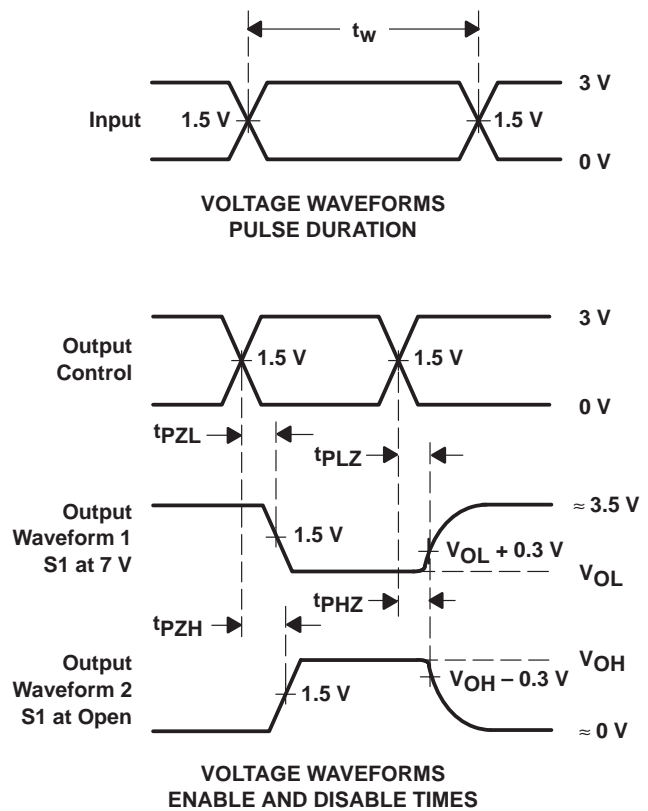 tw
3 V
Input
1.5 V
1.5 V
0 V
VOLTAGE WAVEFORMS
PULSE DURATION
3 V
Output
Control
1.5 V
1.5 V
0 V
tPZL
tPLZ
Output
Waveform 1
S1 at 7 V
1.5 V
≈ 3.5 V
VOL + 0.3 V
VOL
tPZH
tPHZ
Output
Waveform 2
S1 at Open
1.5 V
VOH
VOH – 0.3 V
≈ 0 V
VOLTAGE WAVEFORMS
ENABLE AND DISABLE TIMES